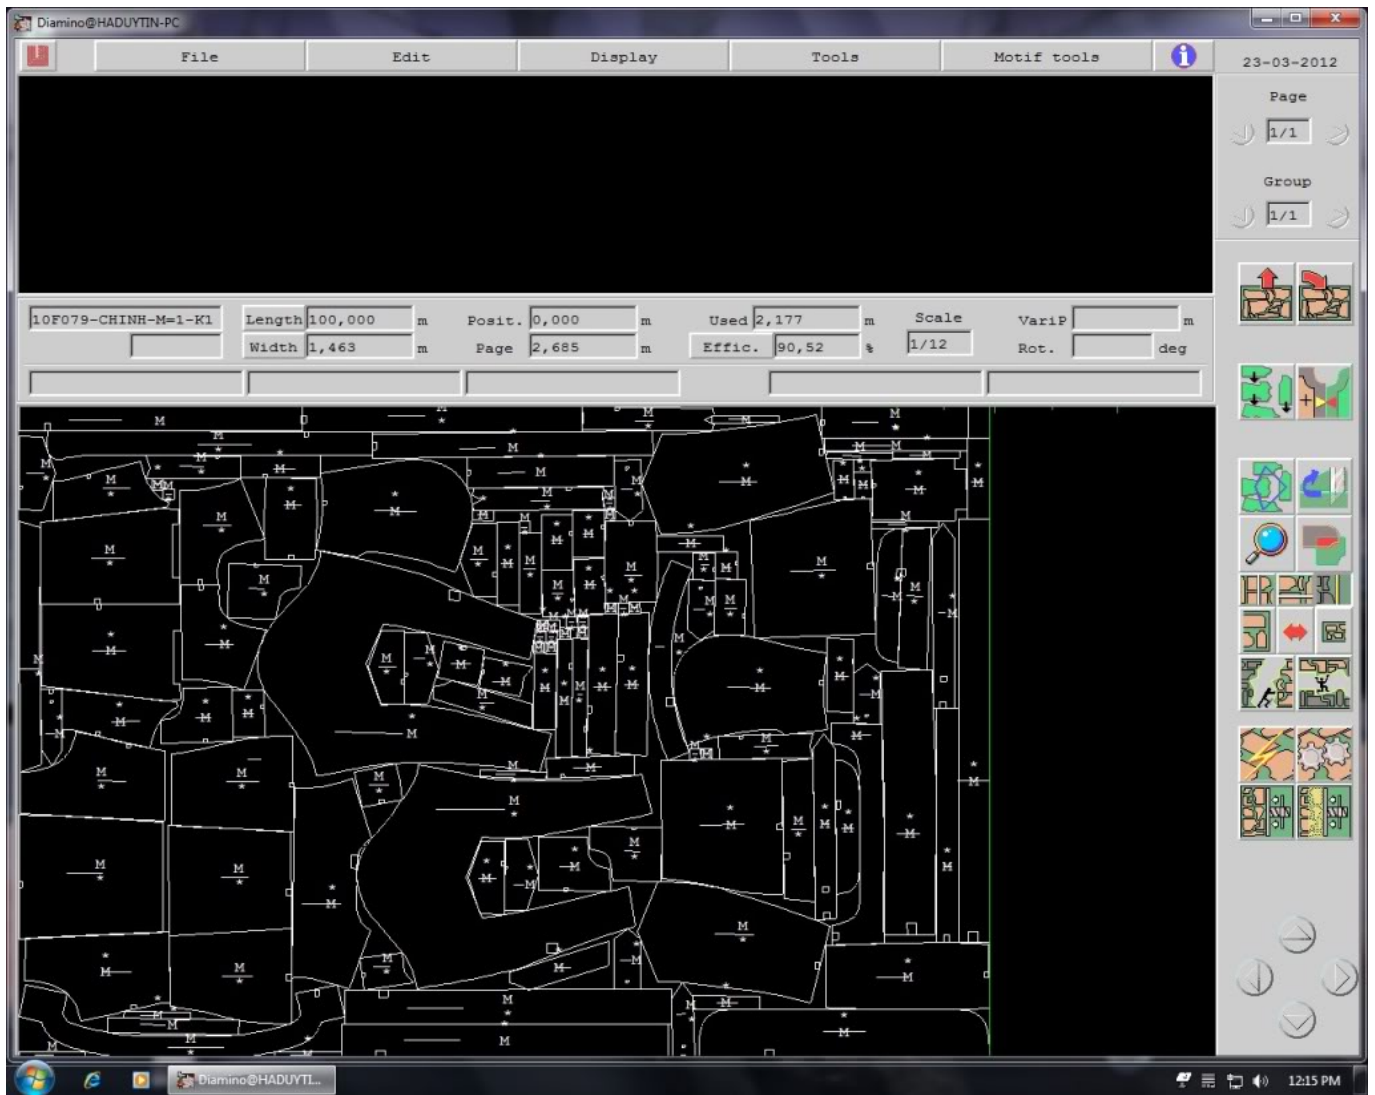 Diamino@HADUYTIN-PC
File Edit Display Tools Motif tools
23-03-2012
Page
1/1
Group
1/1
10F079-CHINH-M=1-K1 Length 100,000 m Posit. 0,000 m Used 2,177 m Scale VariP m
Width 1,463 m Page 2,685 m Effic. 90,52 % 1/12 Rot. deg
Diamino@HADUYTI...
12:15 PM